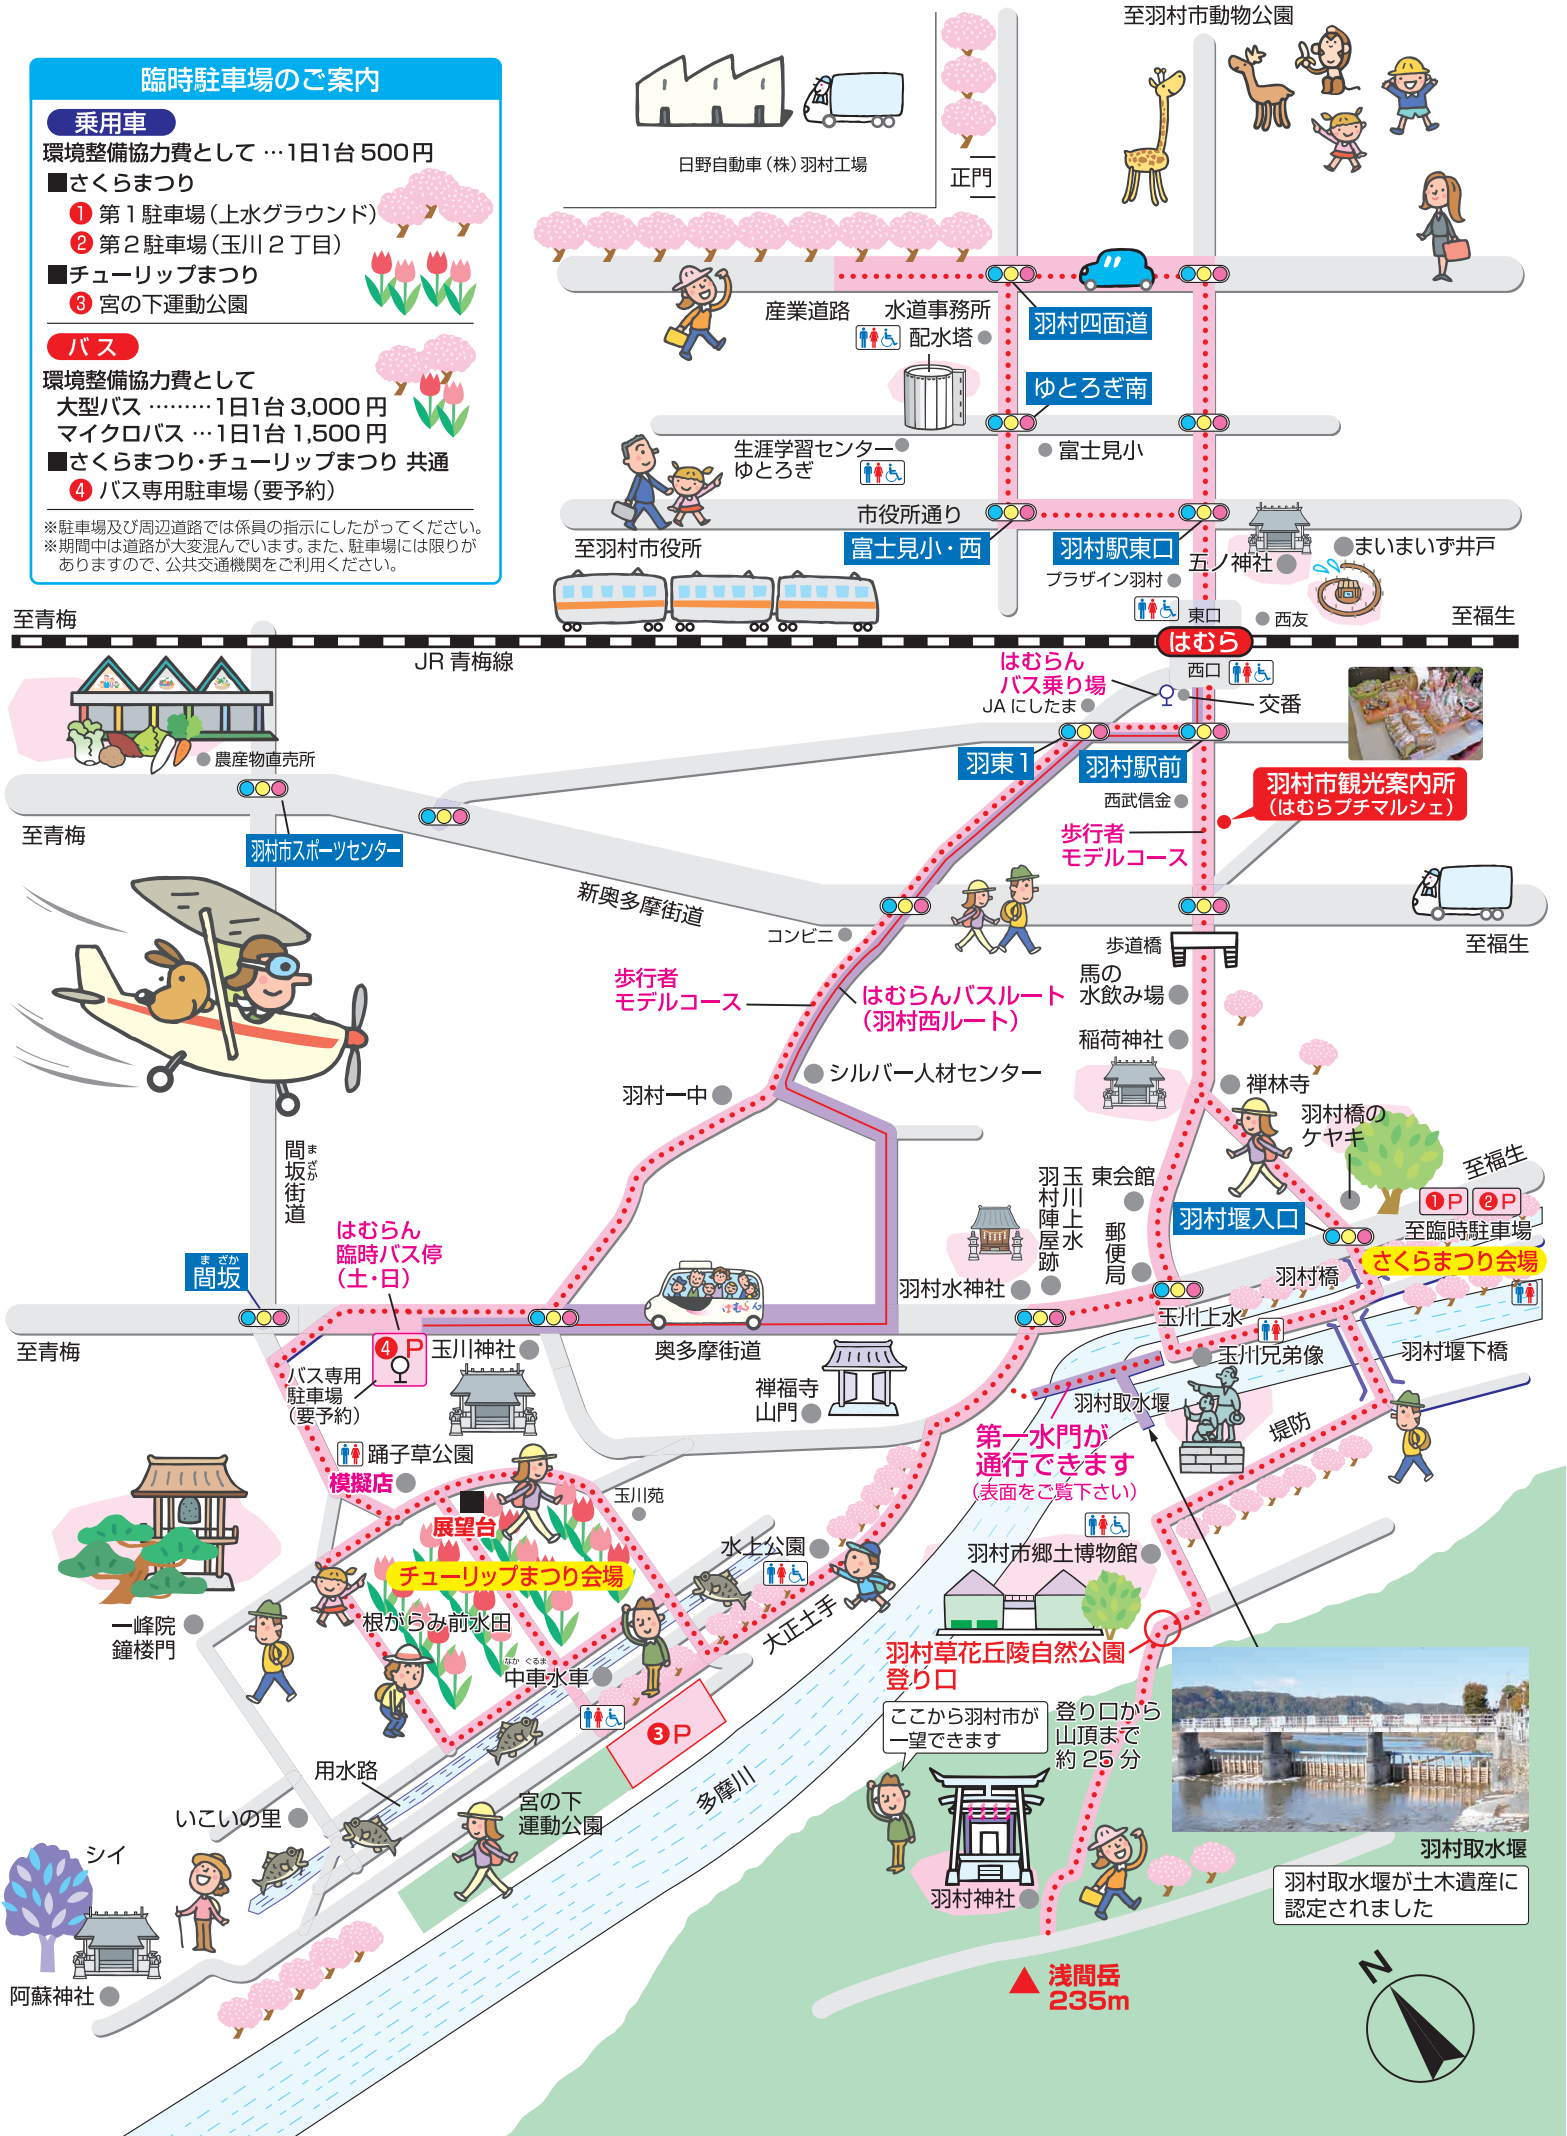 臨時駐車場のご案内
乗用車
環境整備協力費として …1日1台 500円
■さくらまつり
❶ 第1駐車場(上水グラウンド)
❷ 第2駐車場(玉川2丁目)
■チューリップまつり
❸ 宮の下運動公園
バス
環境整備協力費として
大型バス ………1日1台 3,000円
マイクロバス …1日1台 1,500円
■さくらまつり・チューリップまつり 共通
❹ バス専用駐車場(要予約)
※駐車場及び周辺道路では係員の指示にしたがってください。
※期間中は道路が大変混んでいます。また、駐車場には限りが
ありますので、公共交通機関をご利用ください。
至羽村市動物公園
日野自動車(株)羽村工場
正門
産業道路
水道事務所
配水塔
羽村四面道
ゆとろぎ南
生涯学習センター
ゆとろぎ
富士見小
市役所通り
至羽村市役所
富士見小・西
羽村駅東口
五ノ神社
まいまいず井戸
プラザイン羽村
東口
西友
至青梅
至福生
はむら
JR 青梅線
西口
はむらん
バス乗り場
JAにしたま
交番
農産物直売所
羽東1
羽村駅前
羽村市観光案内所
(はむらプチマルシェ)
西武信金
至青梅
羽村市スポーツセンター
歩行者
モデルコース
新奥多摩街道
コンビニ
歩道橋
至福生
馬の
水飲み場
歩行者
モデルコース
はむらんバスルート
(羽村西ルート)
稲荷神社
シルバー人材センター
羽村一中
禅林寺
羽村橋の
ケヤキ
間坂街道
まざか
至福生
玉川上水
羽村陣屋跡
東会館
❶P ❷P
至臨時駐車場
羽村堰入口
さくらまつり会場
郵便局
はむらん
臨時バス停
(土・日)
まざか
間坂
羽村水神社
羽村橋
はむらん
玉川上水
至青梅
❹P
玉川神社
奥多摩街道
玉川兄弟像
羽村堰下橋
バス専用
駐車場
(要予約)
禅福寺
山門
羽村取水堰
第一水門が
通行できます
(表面をご覧下さい)
堤防
踊子草公園
模擬店
玉川苑
展望台
水上公園
羽村市郷土博物館
チューリップまつり会場
根がらみ前水田
大正土手
一峰院
鐘楼門
羽村草花丘陵自然公園
登り口
なかぐるま
中車水車
ここから羽村市が
一望できます
登り口から
山頂まで
約25分
❸P
用水路
多摩川
いこいの里
宮の下
運動公園
シイ
羽村取水堰
羽村取水堰が土木遺産に
認定されました
羽村神社
阿蘇神社
浅間岳
235m
N